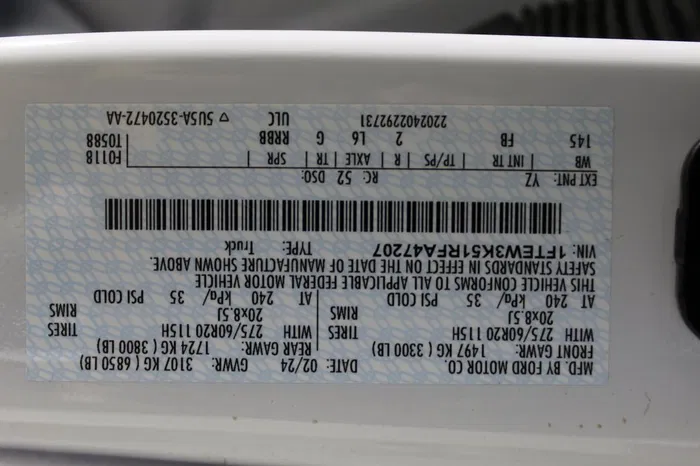 MFD. BY FORD MOTOR CO.
DATE: 02/24 GVWR: 3107 KG ( 6850 LB)
FRONT GAWR: 1497 KG ( 3300 LB)
REAR GAWR: 1724 KG ( 3800 LB)
WITH 275/60R20 115H TIRES
WITH 275/60R20 115H TIRES
20x8.5J RIMS
20x8.5J RIMS
AT 240 kPa/ 35 PSI COLD
AT 240 kPa/ 35 PSI COLD
THIS VEHICLE CONFORMS TO ALL APPLICABLE FEDERAL MOTOR VEHICLE
SAFETY STANDARDS IN EFFECT ON THE DATE OF MANUFACTURE SHOWN ABOVE.
VIN: 1FTEW3K51RFA47207
TYPE: Truck
EXT PNT: YZ RC: 52 DSO:
WB INT TR TP/PS R AXLE TR SPR F0118
145 FB 2 L6 G RRBB T0588
2202402292731 ULC ▽ 5U5A-3520472-AA